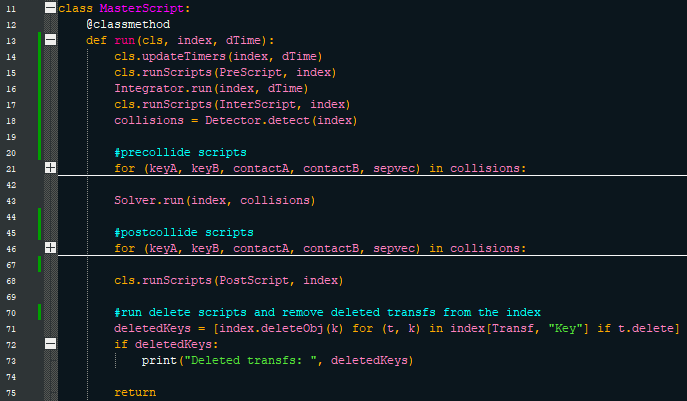 11 class MasterScript:
12     @classmethod
13     def run(cls, index, dTime):
14         cls.updateTimers(index, dTime)
15         cls.runScripts(PreScript, index)
16         Integrator.run(index, dTime)
17         cls.runScripts(InterScript, index)
18         collisions = Detector.detect(index)
19
20         #precollide scripts
21         for (keyA, keyB, contactA, contactB, sepvec) in collisions:
42
43         Solver.run(index, collisions)
44
45         #postcollide scripts
46         for (keyA, keyB, contactA, contactB, sepvec) in collisions:
67
68         cls.runScripts(PostScript, index)
69
70         #run delete scripts and remove deleted transfs from the index
71         deletedKeys = [index.deleteObj(k) for (t, k) in index[Transf, "Key"] if t.delete]
72         if deletedKeys:
73             print("Deleted transfs: ", deletedKeys)
74
75         return